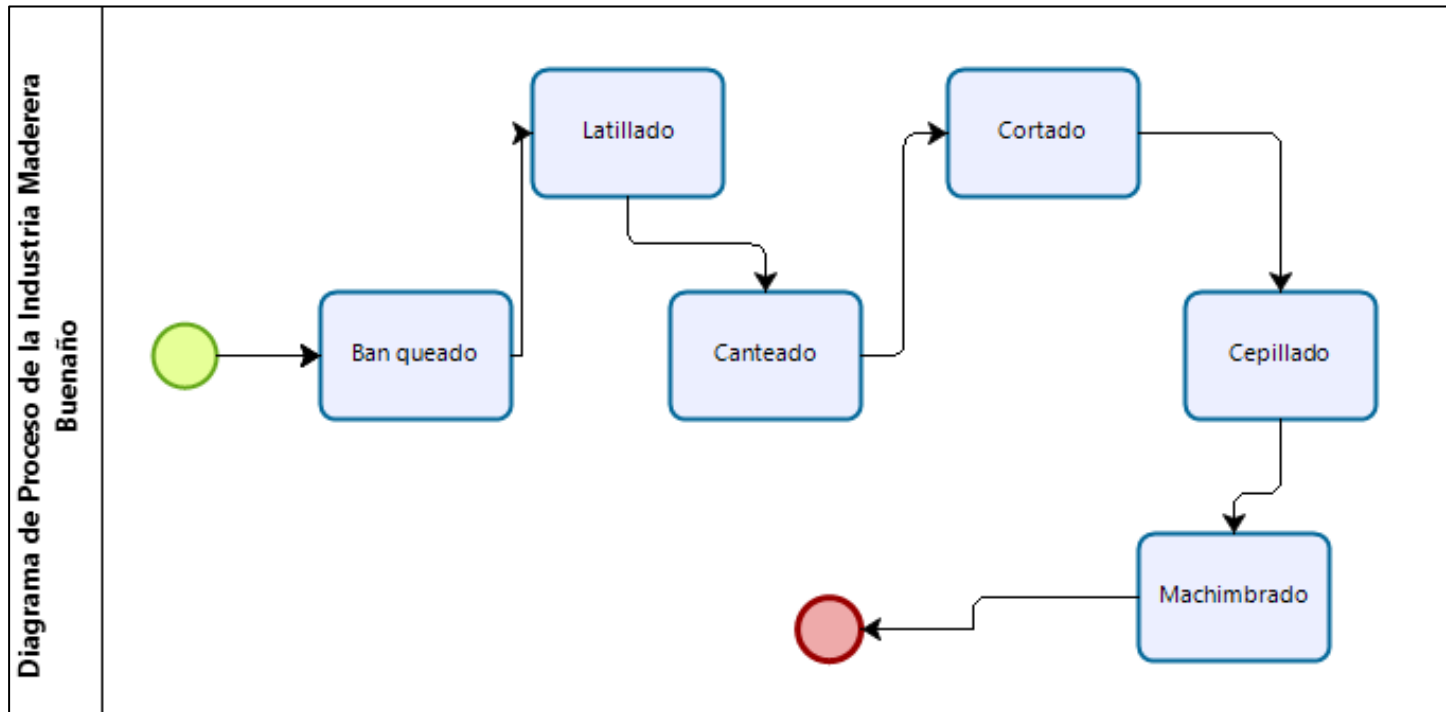 Diagrama de Proceso de la Industria Maderera
Buenaño
Ban queado
Latillado
Canteado
Cortado
Cepillado
Machimbrado